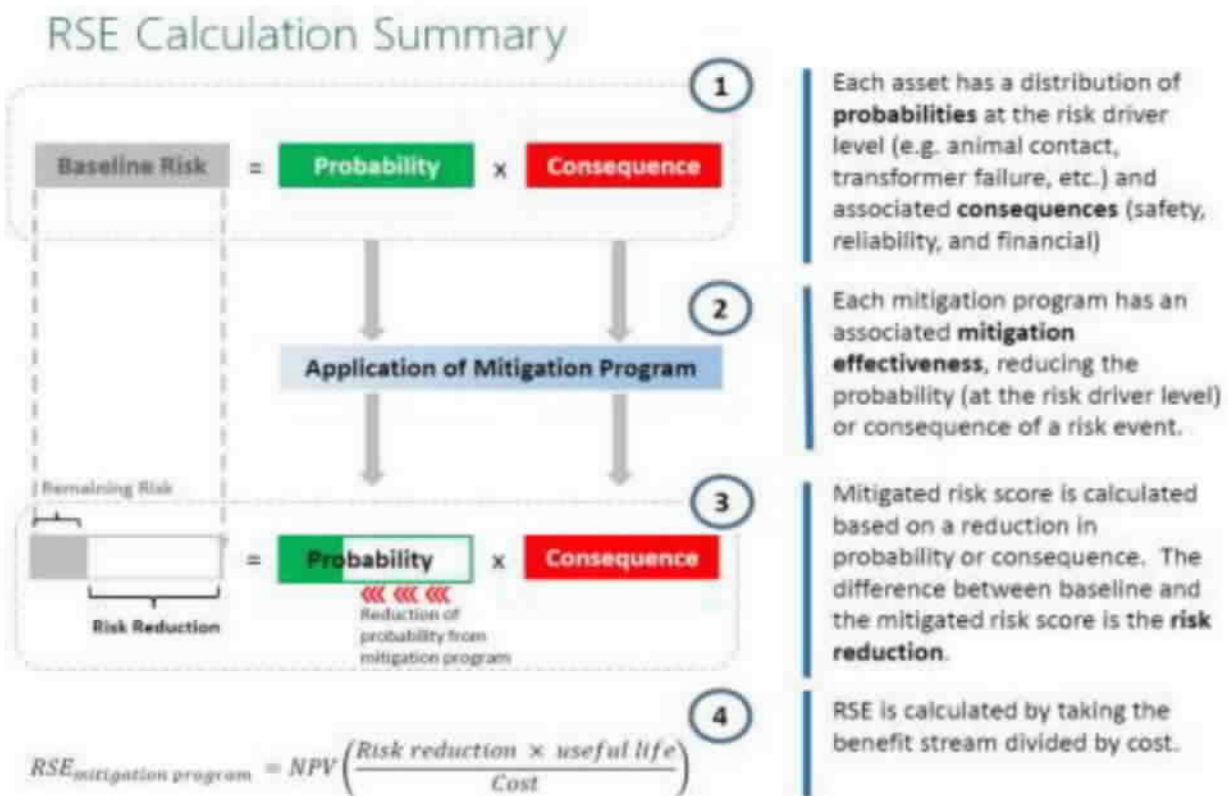 RSE Calculation Summary
1
Baseline Risk = Probability x Consequence
Each asset has a distribution of
probabilities at the risk driver
level (e.g. animal contact,
transformer failure, etc.) and
associated consequences (safety,
reliability, and financial)
2
Application of Mitigation Program
Each mitigation program has an
associated mitigation
effectiveness, reducing the
probability (at the risk driver level)
or consequence of a risk event.
3
Remaining Risk
= Probability x Consequence
Risk Reduction
Reduction of
probability from
mitigation program
Mitigated risk score is calculated
based on a reduction in
probability or consequence. The
difference between baseline and
the mitigated risk score is the risk
reduction.
4
RSE mitigation program = NPV(Risk reduction × useful life / Cost)
RSE is calculated by taking the
benefit stream divided by cost.